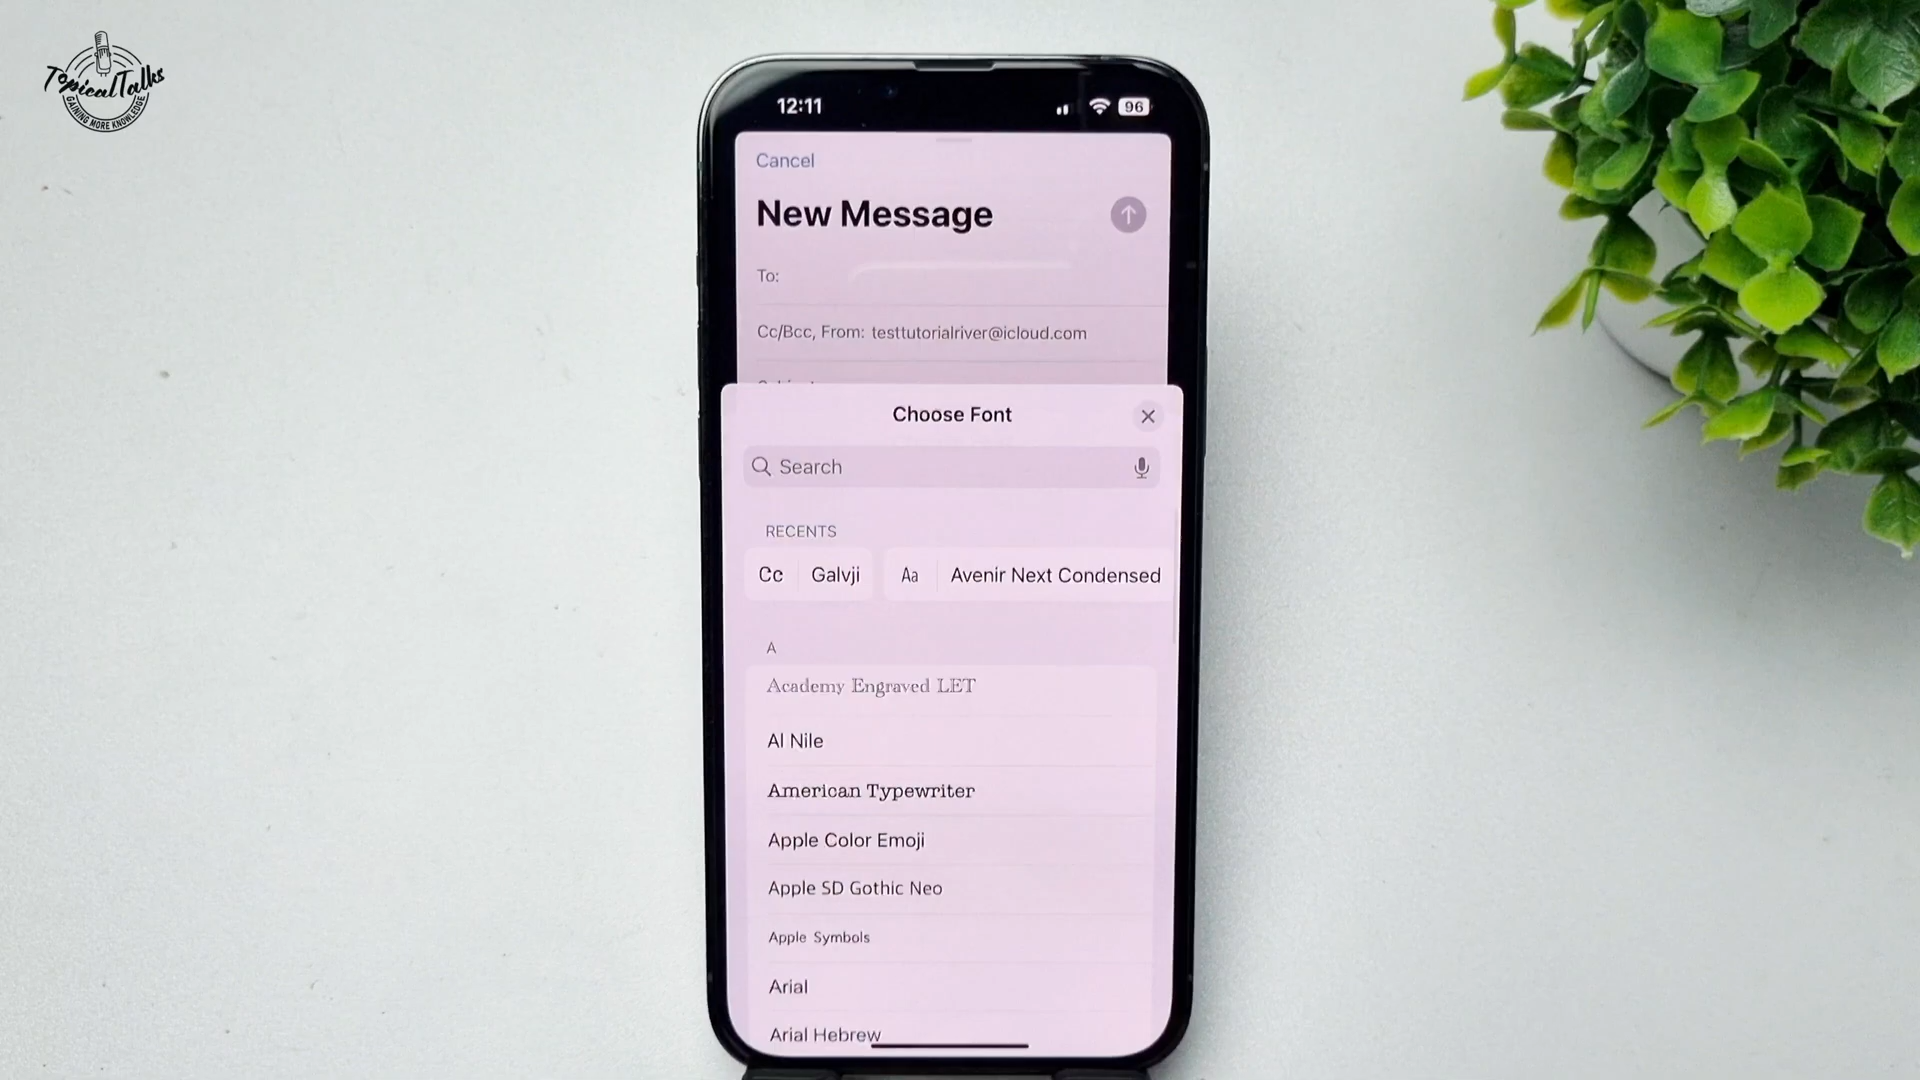 TopicalTalks
GAINING MORE KNOWLEDGE
12:11
96
Cancel
New Message
To:
Cc/Bcc, From: testtutorialriver@icloud.com
Choose Font
Search
RECENTS
Cc Galvji Aa Avenir Next Condensed
A
Academy Engraved LET
Al Nile
American Typewriter
Apple Color Emoji
Apple SD Gothic Neo
Apple Symbols
Arial
Arial Hebrew